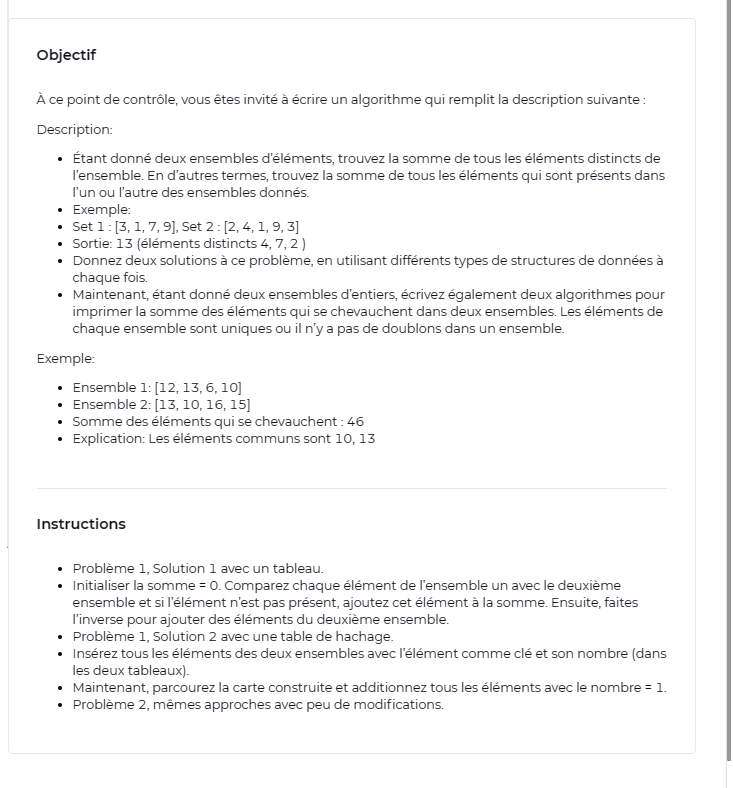 Objectif
À ce point de contrôle, vous êtes invité à écrire un algorithme qui remplit la description suivante :
Description:
• Étant donné deux ensembles d’éléments, trouvez la somme de tous les éléments distincts de
l’ensemble. En d’autres termes, trouvez la somme de tous les éléments qui sont présents dans
l’un ou l’autre des ensembles donnés.
• Exemple:
• Set 1 : [3, 1, 7, 9], Set 2 : [2, 4, 1, 9, 3]
• Sortie: 13 (éléments distincts 4, 7, 2 )
• Donnez deux solutions à ce problème, en utilisant différents types de structures de données à
chaque fois.
• Maintenant, étant donné deux ensembles d’entiers, écrivez également deux algorithmes pour
imprimer la somme des éléments qui se chevauchent dans deux ensembles. Les éléments de
chaque ensemble sont uniques ou il n’y a pas de doublons dans un ensemble.
Exemple:
• Ensemble 1: [12, 13, 6, 10]
• Ensemble 2: [13, 10, 16, 15]
• Somme des éléments qui se chevauchent : 46
• Explication: Les éléments communs sont 10, 13
Instructions
• Problème 1, Solution 1 avec un tableau.
• Initialiser la somme = 0. Comparez chaque élément de l’ensemble un avec le deuxième
ensemble et si l’élément n’est pas présent, ajoutez cet élément à la somme. Ensuite, faites
l’inverse pour ajouter des éléments du deuxième ensemble.
• Problème 1, Solution 2 avec une table de hachage.
• Insérez tous les éléments des deux ensembles avec l’élément comme clé et son nombre (dans
les deux tableaux).
• Maintenant, parcourez la carte construite et additionnez tous les éléments avec le nombre = 1.
• Problème 2, mêmes approches avec peu de modifications.